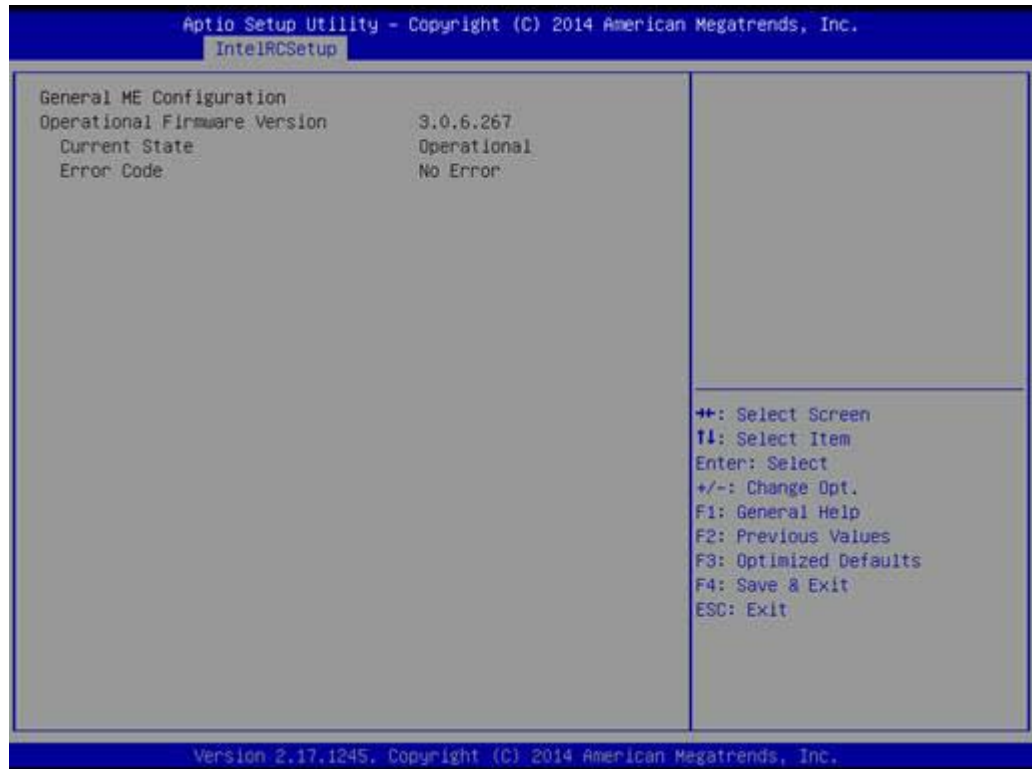 Aptio Setup Utility – Copyright (C) 2014 American Megatrends, Inc.
IntelRCSetup
General ME Configuration
Operational Firmware Version 3.0.6.267
Current State Operational
Error Code No Error
→←: Select Screen
↑↓: Select Item
Enter: Select
+/-: Change Opt.
F1: General Help
F2: Previous Values
F3: Optimized Defaults
F4: Save & Exit
ESC: Exit
Version 2.17.1245. Copyright (C) 2014 American Megatrends, Inc.